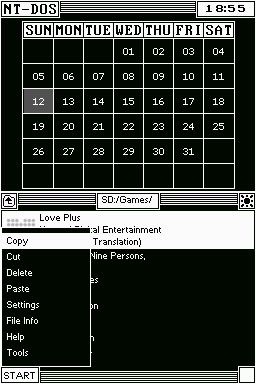 NT-DOS 18:55
SUN MON TUE WED THU FRI SAT
01 02 03 04
05 06 07 08 09 10 11
12 13 14 15 16 17 18
19 20 21 22 23 24 25
26 27 28 29 30 31
SD:/Games/
Love Plus
Digital Entertainment
Translation)
Copy
Cut
Nine Persons,
Delete
Paste
Settings
File Info
Help
Tools
START